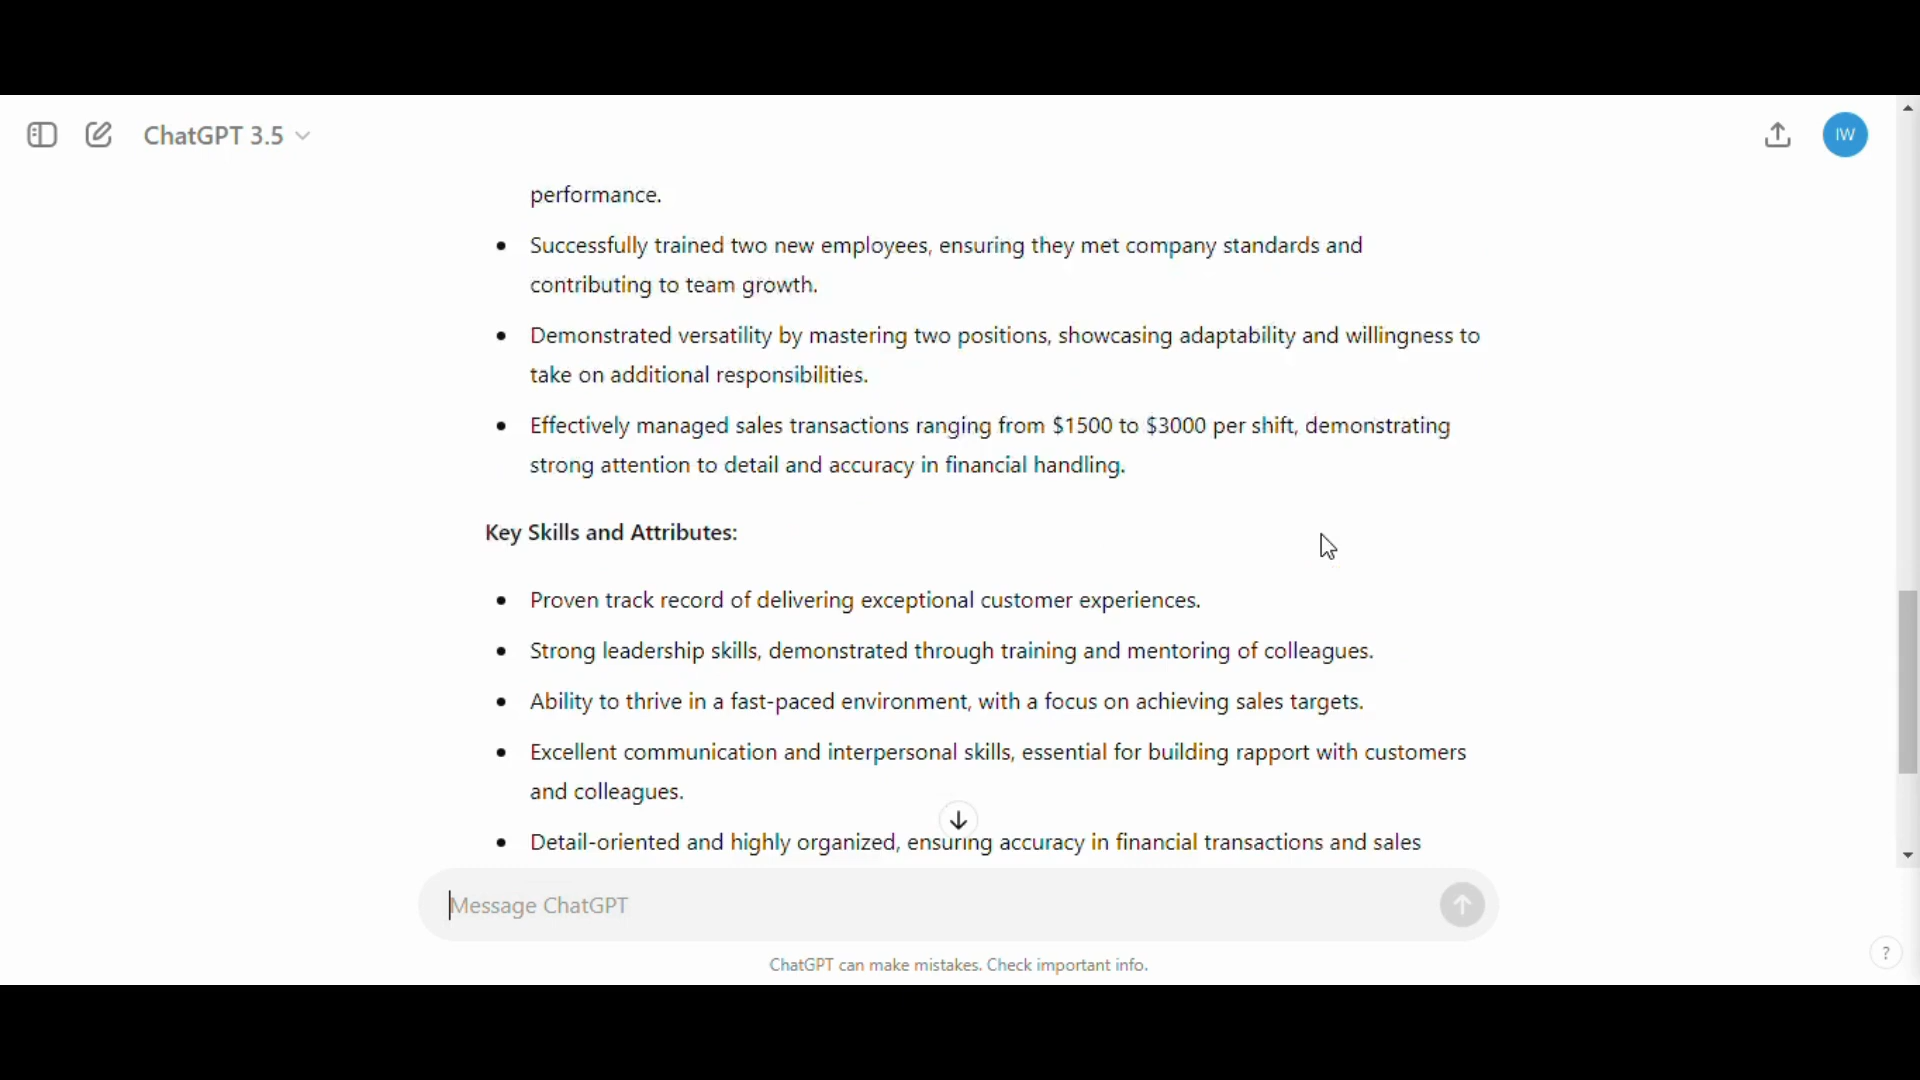 ChatGPT 3.5
IW
performance.
Successfully trained two new employees, ensuring they met company standards and
contributing to team growth.
Demonstrated versatility by mastering two positions, showcasing adaptability and willingness to
take on additional responsibilities.
Effectively managed sales transactions ranging from $1500 to $3000 per shift, demonstrating
strong attention to detail and accuracy in financial handling.
Key Skills and Attributes:
Proven track record of delivering exceptional customer experiences.
Strong leadership skills, demonstrated through training and mentoring of colleagues.
Ability to thrive in a fast-paced environment, with a focus on achieving sales targets.
Excellent communication and interpersonal skills, essential for building rapport with customers
and colleagues.
Detail-oriented and highly organized, ensuring accuracy in financial transactions and sales
Message ChatGPT
ChatGPT can make mistakes. Check important info.
?